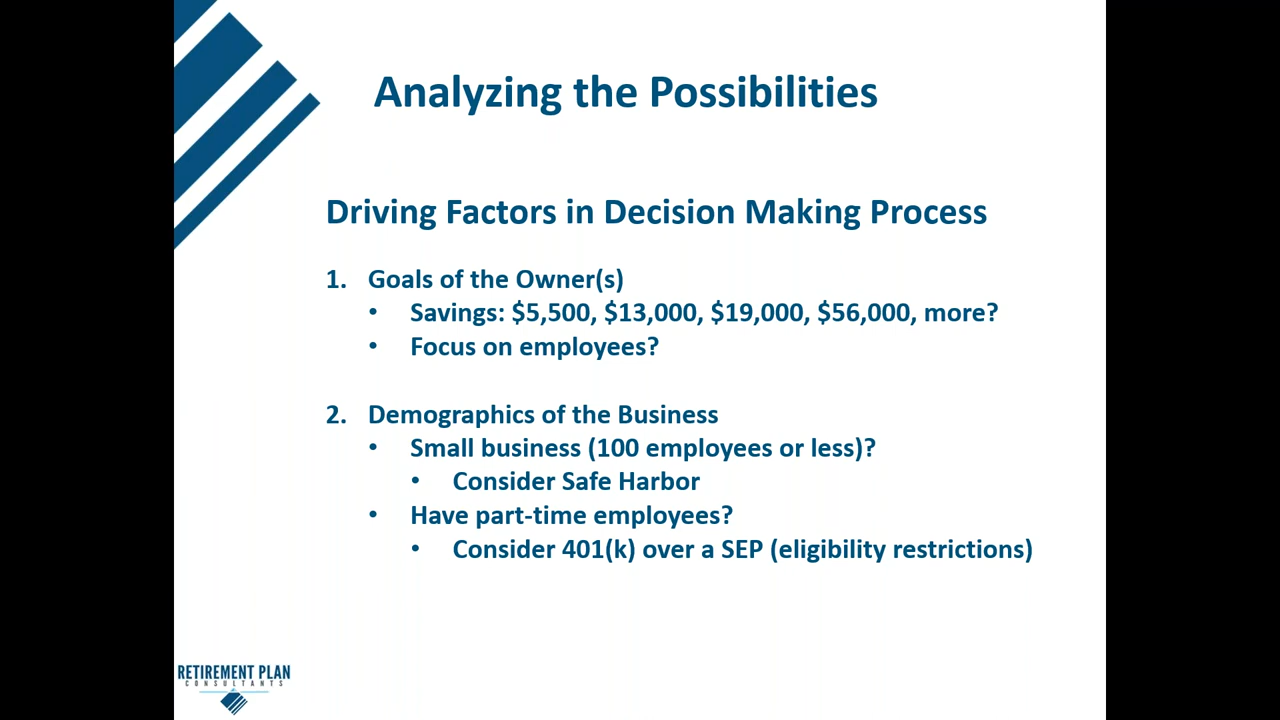 Analyzing the Possibilities
Driving Factors in Decision Making Process
1. Goals of the Owner(s)
• Savings: $5,500, $13,000, $19,000, $56,000, more?
• Focus on employees?
2. Demographics of the Business
• Small business (100 employees or less)?
• Consider Safe Harbor
• Have part-time employees?
• Consider 401(k) over a SEP (eligibility restrictions)
RETIREMENT PLAN
CONSULTANTS